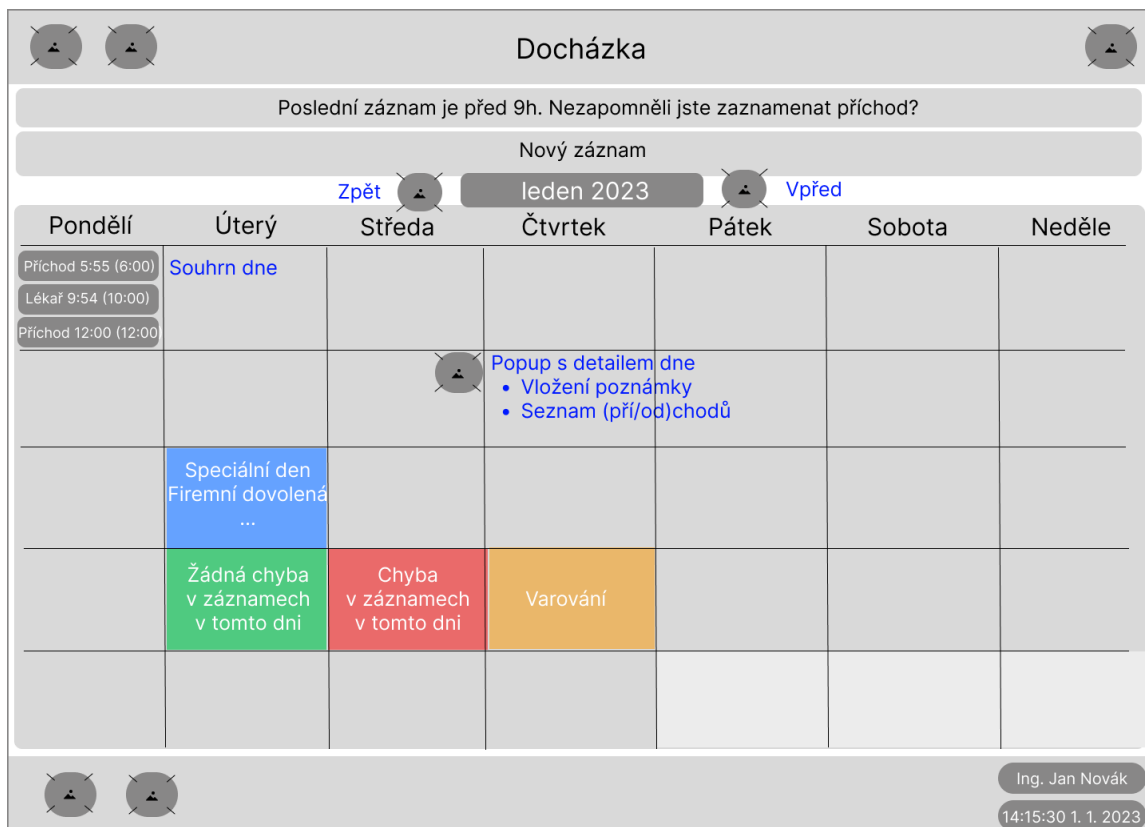 Docházka
Poslední záznam je před 9h. Nezapomněli jste zaznamenat příchod?
Nový záznam
Zpět
leden 2023
Vpřed
Pondělí
Úterý
Středa
Čtvrtek
Pátek
Sobota
Neděle
Příchod 5:55 (6:00)
Lékař 9:54 (10:00)
Příchod 12:00 (12:00
Souhrn dne
Popup s detailem dne
• Vložení poznámky
• Seznam (pří/od)chodů
Speciální den
Firemní dovolená
...
Žádná chyba
v záznamech
v tomto dni
Chyba
v záznamech
v tomto dni
Varování
Ing. Jan Novák
14:15:30 1. 1. 2023